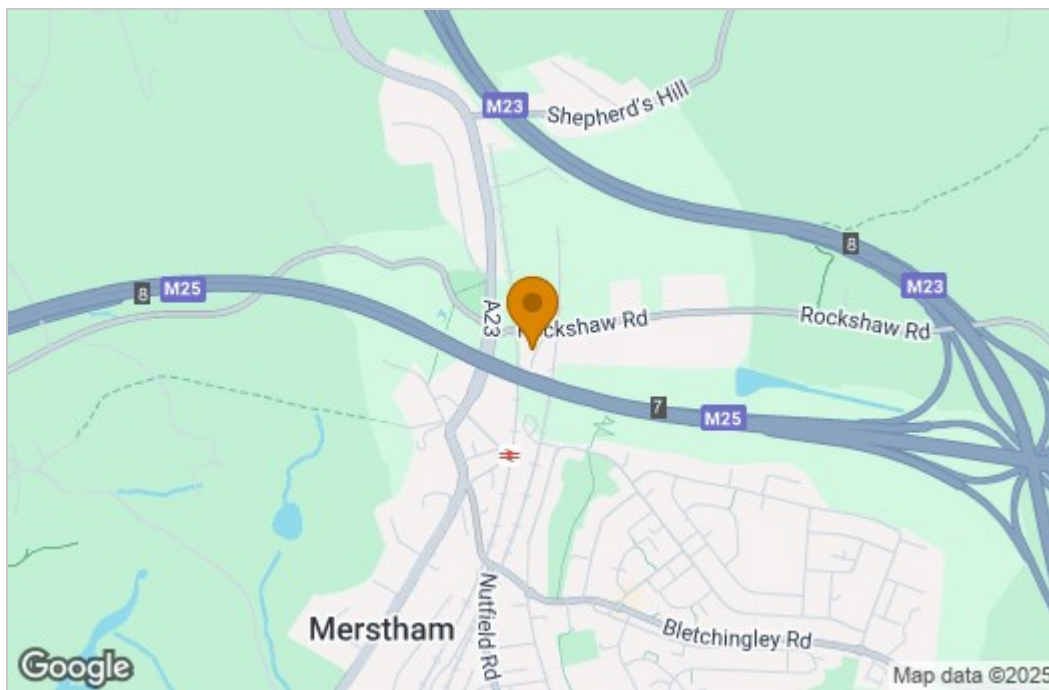 M23
Shepherd's Hill
8
M23
M25
8
A23
Rockshaw Rd
Rockshaw Rd
7
M25
Merstham
Nutfield Rd
Bletchingley Rd
Google
Map data ©2025